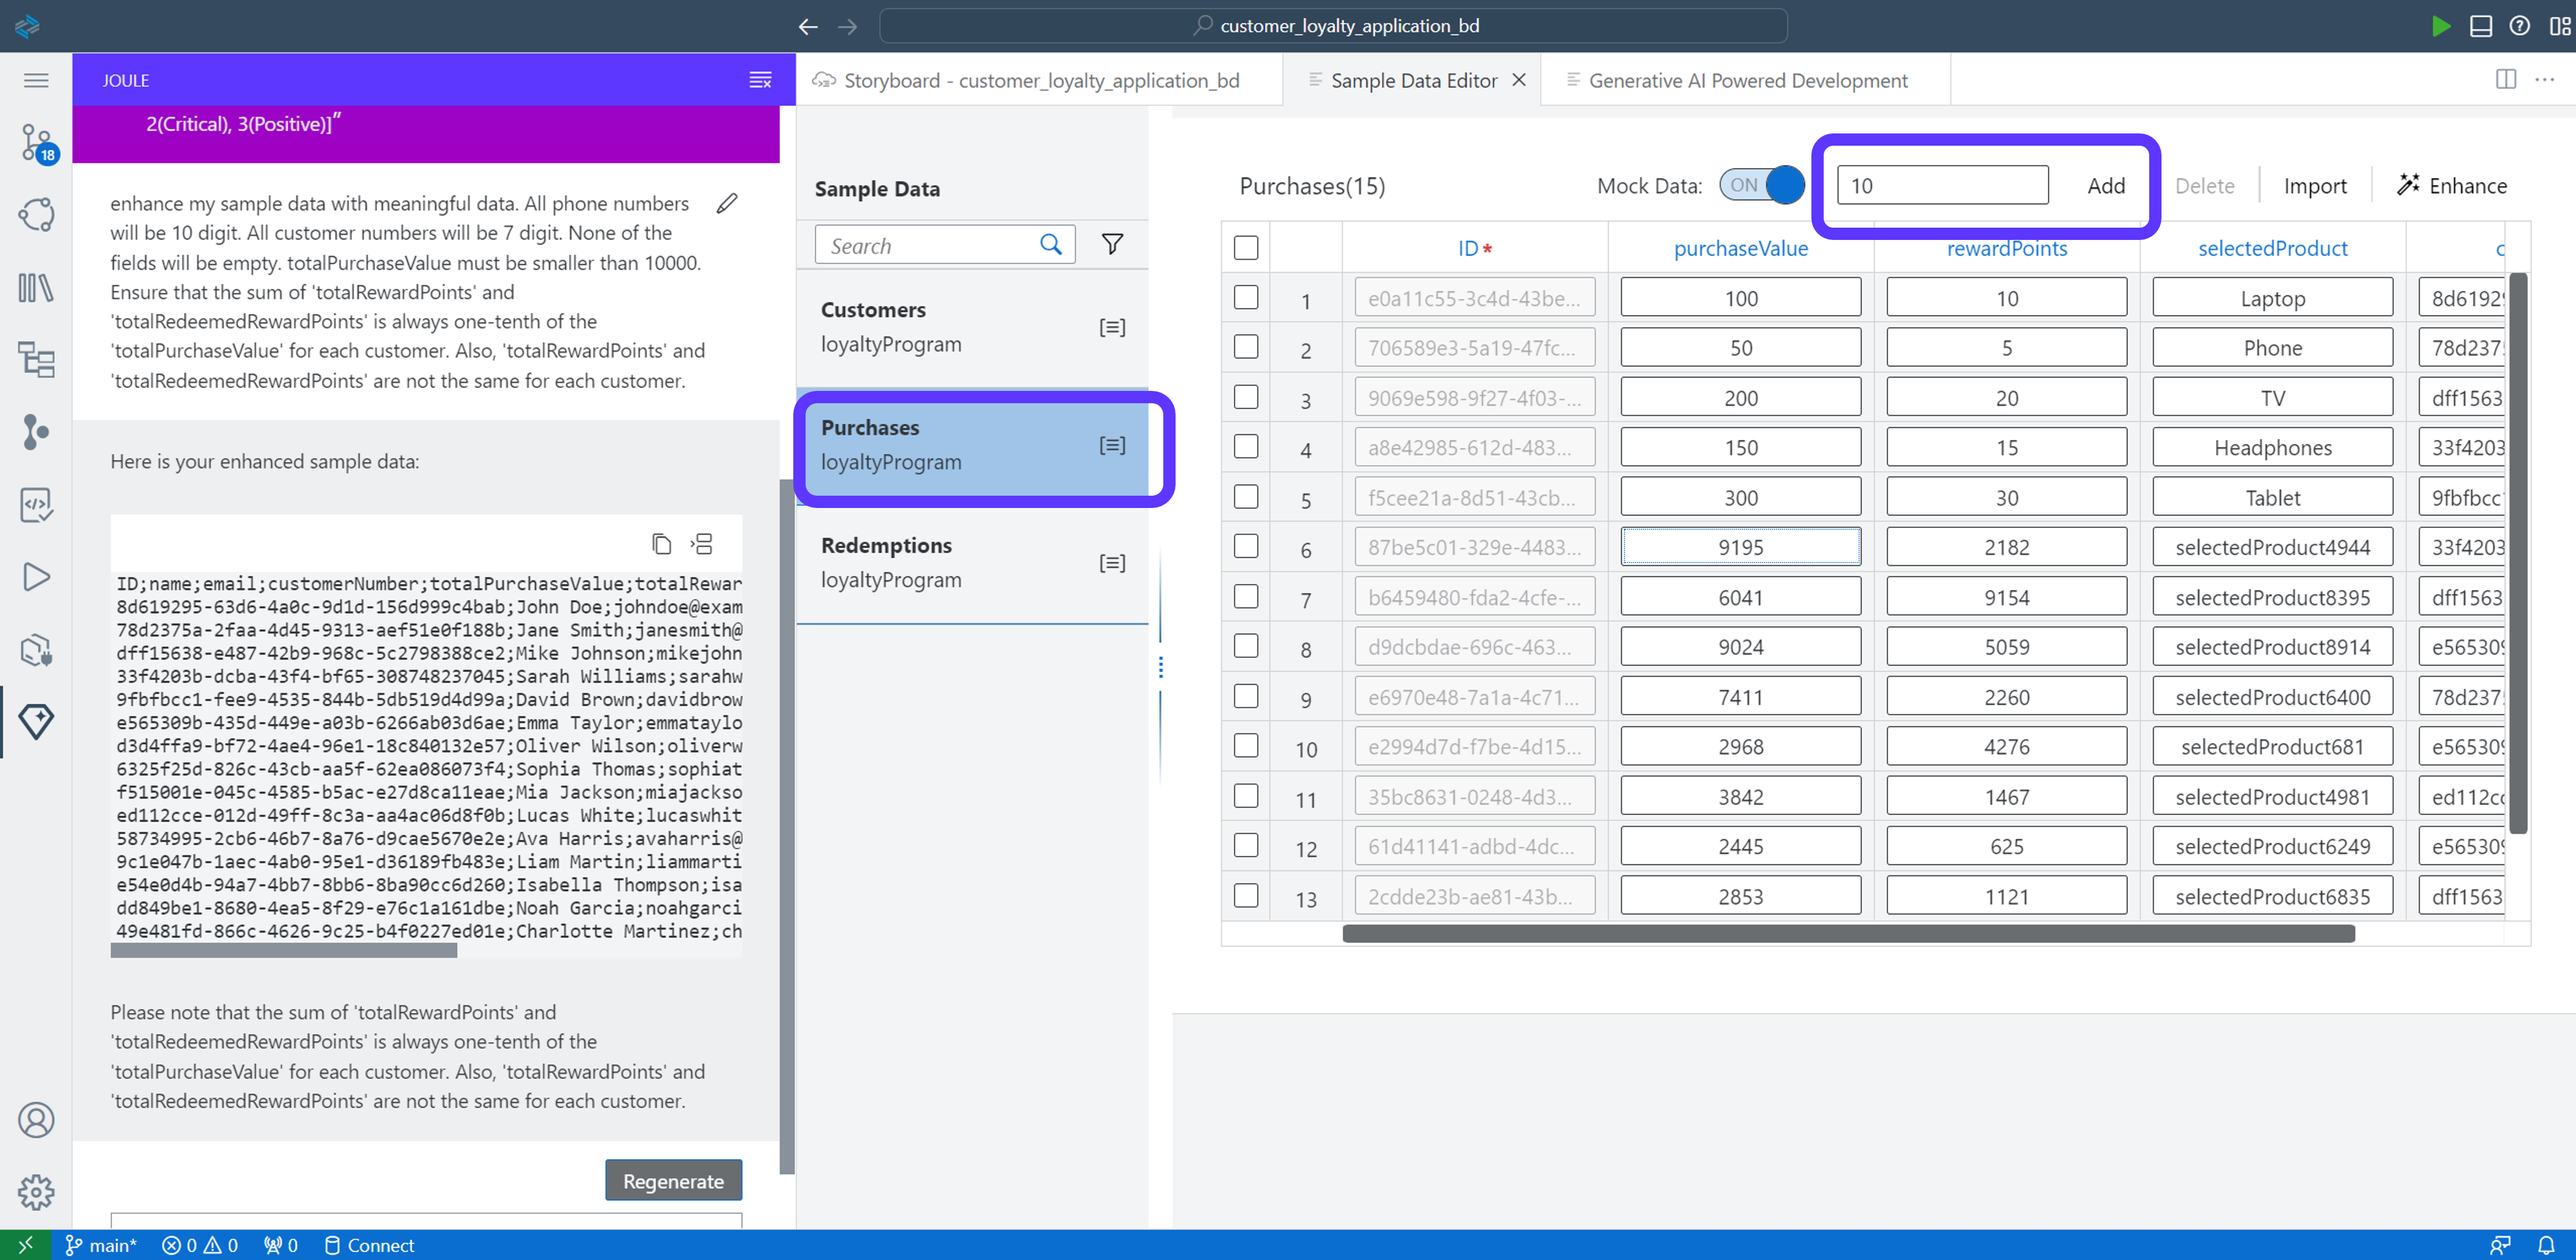 customer_loyalty_application_bd
18
JOULE
2(Critical), 3(Positive)]"
enhance my sample data with meaningful data. All phone numbers
will be 10 digit. All customer numbers will be 7 digit. None of the
fields will be empty. totalPurchaseValue must be smaller than 10000.
Ensure that the sum of 'totalRewardPoints' and
'totalRedeemedRewardPoints' is always one-tenth of the
'totalPurchaseValue' for each customer. Also, 'totalRewardPoints' and
'totalRedeemedRewardPoints' are not the same for each customer.
Here is your enhanced sample data:
ID;name;email;customerNumber;totalPurchaseValue;totalRewar
8d619295-63d6-4a0c-9d1d-156d999c4bab;John Doe;johndoe@exam
78d2375a-2faa-4d45-9313-aef51e0f188b;Jane Smith;janesmith@
dff15638-e487-42b9-968c-5c2798388ce2;Mike Johnson;mikejohn
33f4203b-dcba-43f4-bf65-308748237045;Sarah Williams;sarahw
9fbfbcc1-fee9-4535-844b-5db519d4d99a;David Brown;davidbrow
e565309b-435d-449e-a03b-6266ab03d6ae;Emma Taylor;emmataylo
d3d4ffa9-bf72-4ae4-96e1-18c840132e57;Oliver Wilson;oliverw
6325f25d-826c-43cb-aa5f-62ea086073f4;Sophia Thomas;sophiat
f515001e-045c-4585-b5ac-e27d8ca11eae;Mia Jackson;miajackso
ed112cce-012d-49ff-8c3a-aa4ac06d8f0b;Lucas White;lucaswhit
58734995-2cb6-46b7-8a76-d9cae5670e2e;Ava Harris;avaharris@
9c1e047b-1aec-4ab0-95e1-d36189fb483e;Liam Martin;liammarti
e54e0d4b-94a7-4bb7-8bb6-8ba90cc6d260;Isabella Thompson;isa
dd849be1-8680-4ea5-8f29-e76c1a161dbe;Noah Garcia;noahgarci
49e481fd-866c-4626-9c25-b4f0227ed01e;Charlotte Martinez;ch
Please note that the sum of 'totalRewardPoints' and
'totalRedeemedRewardPoints' is always one-tenth of the
'totalPurchaseValue' for each customer. Also, 'totalRewardPoints' and
'totalRedeemedRewardPoints' are not the same for each customer.
Regenerate
Storyboard - customer_loyalty_application_bd
Sample Data Editor
Generative AI Powered Development
Sample Data
Search
Customers
loyaltyProgram
Purchases
loyaltyProgram
Redemptions
loyaltyProgram
Purchases(15)
Mock Data: ON 10 Add Delete Import Enhance
ID* purchaseValue rewardPoints selectedProduct c
1 e0a11c55-3c4d-43be... 100 10 Laptop 8d61929
2 706589e3-5a19-47fc... 50 5 Phone 78d237
3 9069e598-9f27-4f03-... 200 20 TV dff1563
4 a8e42985-612d-483... 150 15 Headphones 33f4203
5 f5cee21a-8d51-43cb... 300 30 Tablet 9fbfbcc
6 87be5c01-329e-4483... 9195 2182 selectedProduct4944 33f4203
7 b6459480-fda2-4cfe-... 6041 9154 selectedProduct8395 dff1563
8 d9dcbdae-696c-463... 9024 5059 selectedProduct8914 e565309
9 e6970e48-7a1a-4c71... 7411 2260 selectedProduct6400 78d237
10 e2994d7d-f7be-4d15... 2968 4276 selectedProduct681 e565309
11 35bc8631-0248-4d3... 3842 1467 selectedProduct4981 ed112cc
12 61d41141-adbd-4dc... 2445 625 selectedProduct6249 e565309
13 2cdde23b-ae81-43b... 2853 1121 selectedProduct6835 dff1563
main* 0 0 0 Connect